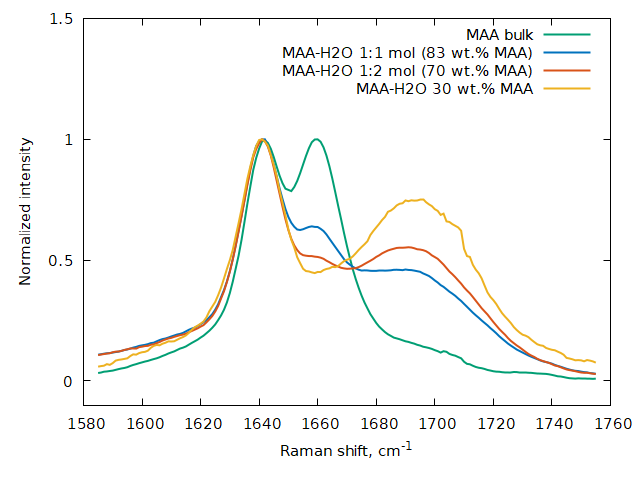 1.5
MAA bulk
MAA-H2O 1:1 mol (83 wt.% MAA)
MAA-H2O 1:2 mol (70 wt.% MAA)
MAA-H2O 30 wt.% MAA
1
Normalized intensity
0.5
0
1580 1600 1620 1640 1660 1680 1700 1720 1740 1760
Raman shift, cm⁻¹